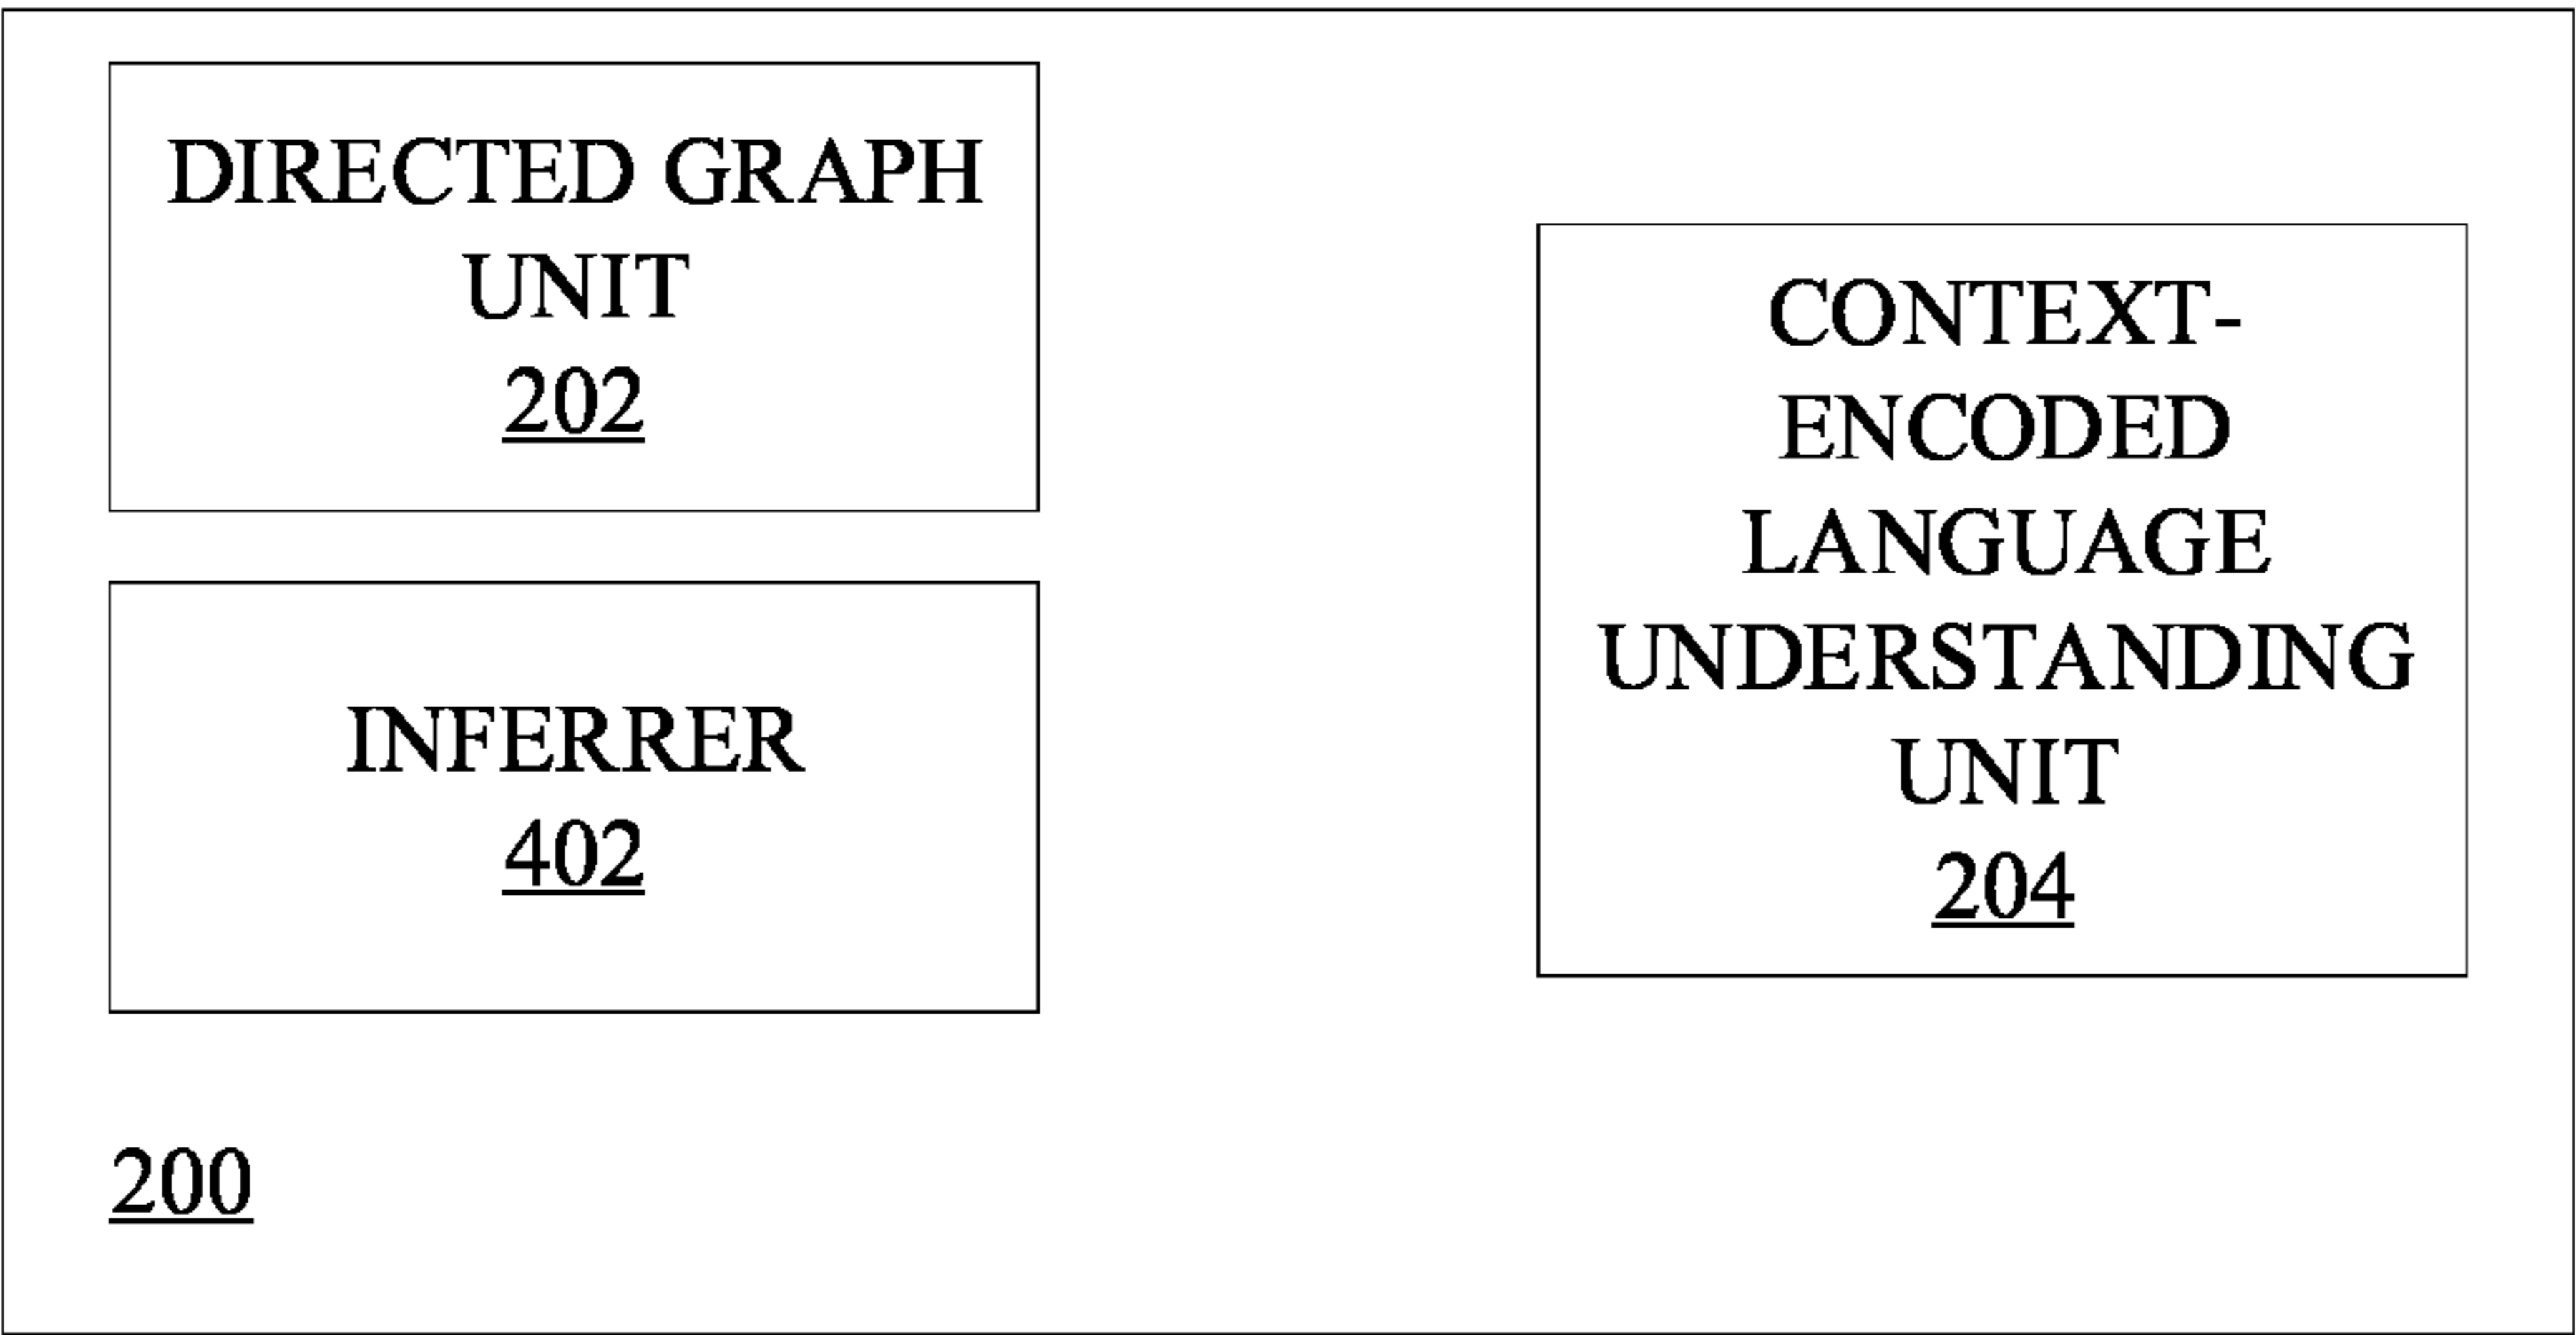 DIRECTED GRAPH
UNIT
202
INFERRER
402
CONTEXT-
ENCODED
LANGUAGE
UNDERSTANDING
UNIT
204
200